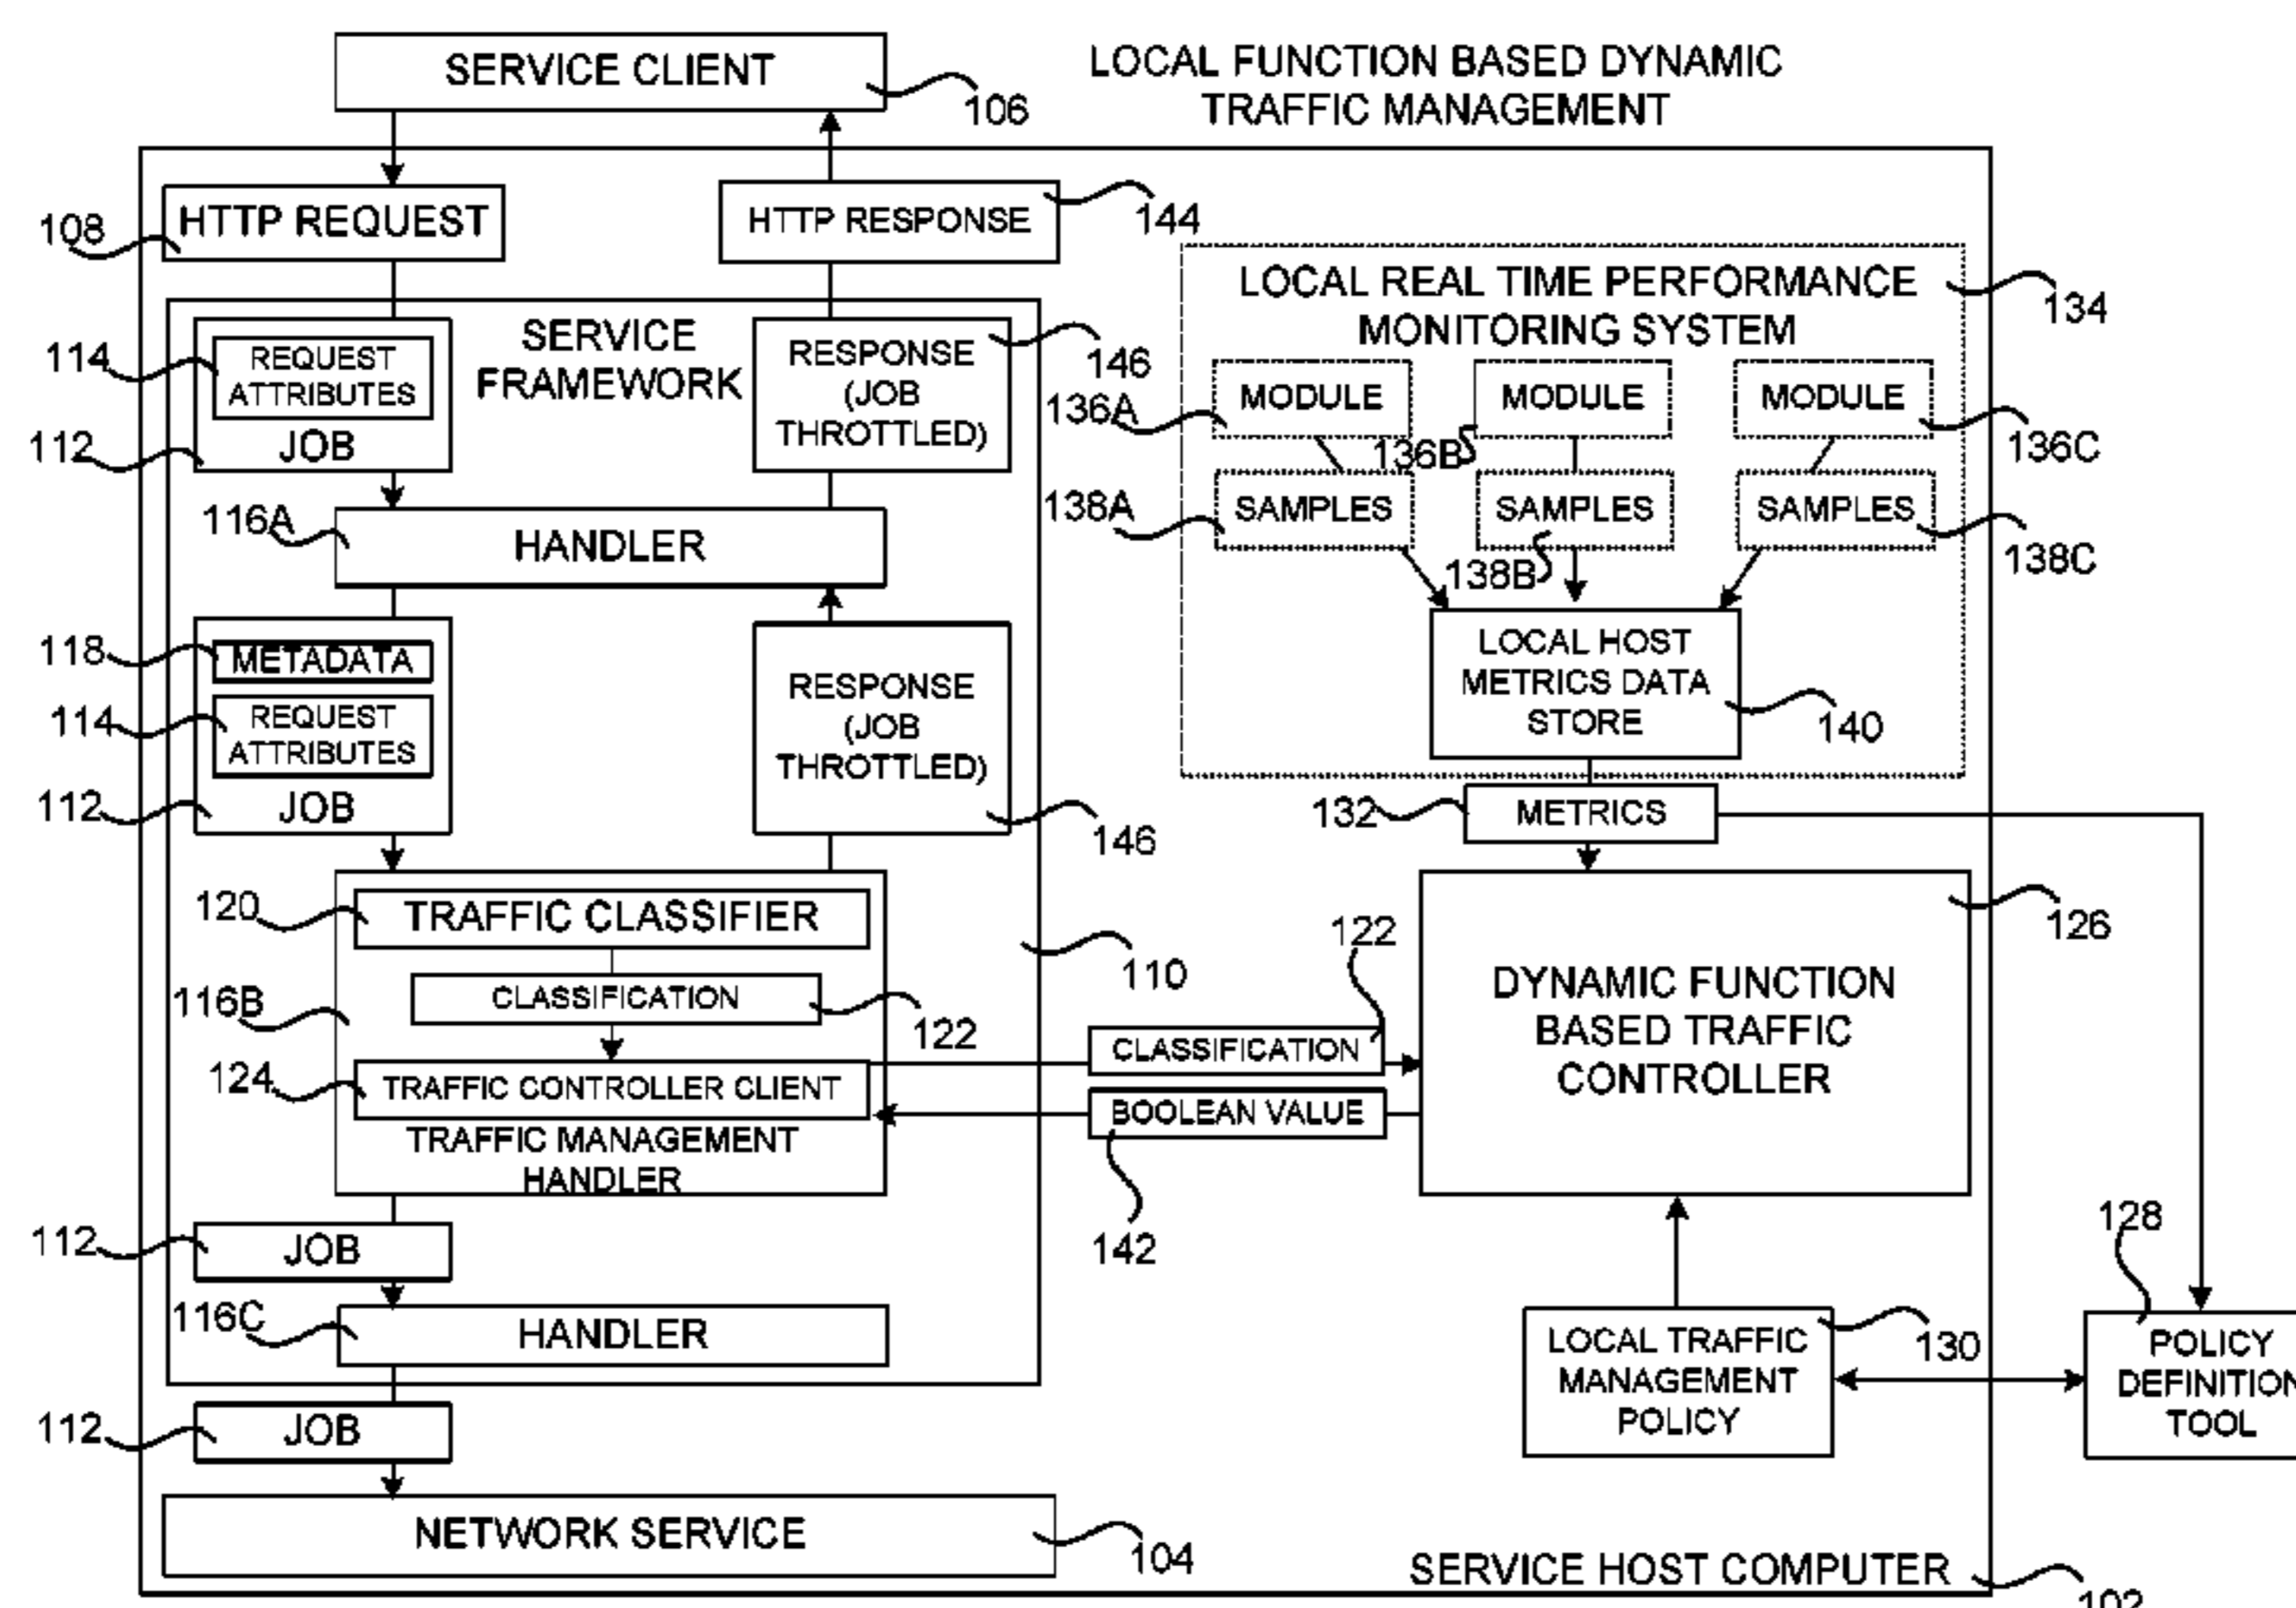 SERVICE CLIENT
106
LOCAL FUNCTION BASED DYNAMIC
TRAFFIC MANAGEMENT
108
HTTP REQUEST
HTTP RESPONSE
144
SERVICE
FRAMEWORK
114
REQUEST
ATTRIBUTES
112
JOB
RESPONSE
(JOB
THROTTLED)
146
116A
HANDLER
118
METADATA
114
REQUEST
ATTRIBUTES
112
JOB
RESPONSE
(JOB
THROTTLED)
146
120
TRAFFIC CLASSIFIER
116B
CLASSIFICATION
122
110
124
TRAFFIC CONTROLLER CLIENT
TRAFFIC MANAGEMENT
HANDLER
112
JOB
116C
HANDLER
112
JOB
NETWORK SERVICE
104
LOCAL REAL TIME PERFORMANCE
MONITORING SYSTEM
134
136A
MODULE
136B
MODULE
MODULE
136C
138A
SAMPLES
138B
SAMPLES
SAMPLES
138C
LOCAL HOST
METRICS DATA
STORE
140
132
METRICS
122
CLASSIFICATION
BOOLEAN VALUE
142
DYNAMIC FUNCTION
BASED TRAFFIC
CONTROLLER
126
LOCAL TRAFFIC
MANAGEMENT
POLICY
130
128
POLICY
DEFINITION
TOOL
SERVICE HOST COMPUTER
102